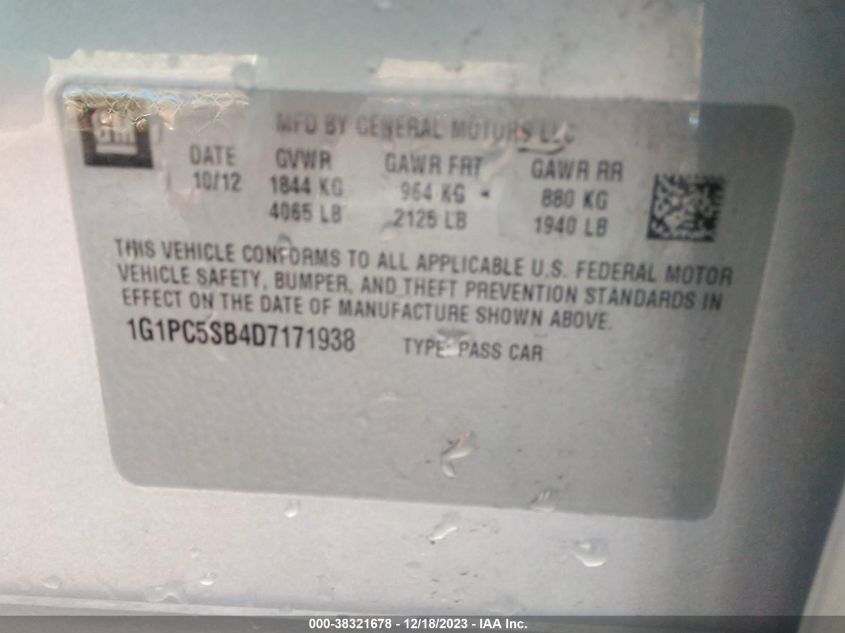 GM
MFD BY GENERAL MOTORS LLC
DATE GVWR GAWR FRT GAWR RR
10/12 1844 KG 964 KG 880 KG
4065 LB 2125 LB 1940 LB
THIS VEHICLE CONFORMS TO ALL APPLICABLE U.S. FEDERAL MOTOR
VEHICLE SAFETY, BUMPER, AND THEFT PREVENTION STANDARDS IN
EFFECT ON THE DATE OF MANUFACTURE SHOWN ABOVE.
1G1PC5SB4D7171938 TYPE: PASS CAR
000-38321678 - 12/18/2023 - IAA Inc.